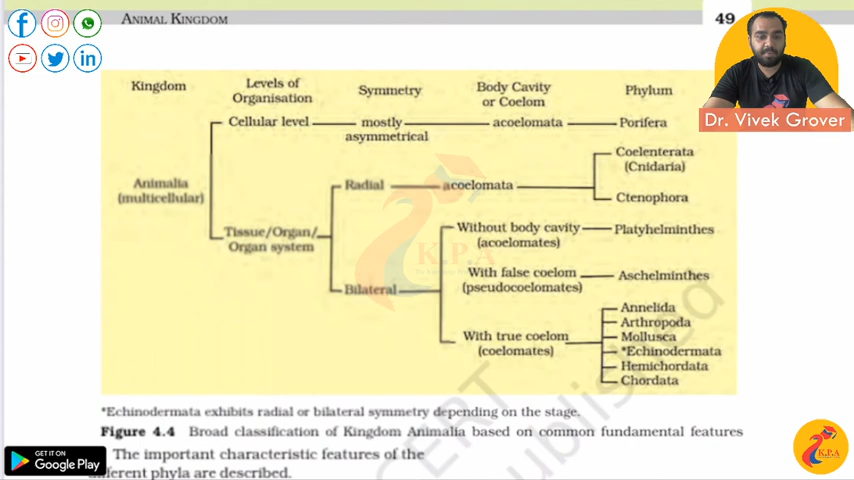 ANIMAL KINGDOM
49
Kingdom
Levels of
Organisation
Symmetry
Body Cavity
or Coelom
Phylum
Dr. Vivek Grover
Cellular level
mostly
asymmetrical
acoelomata
Porifera
Animalia
(multicellular)
Radial
acoelomata
Coelenterata
(Cnidaria)
Ctenophora
Tissue/Organ/
Organ system
Without body cavity
(acoelomates)
Platyhelminthes
K.P.A
With false coelom
(pseudocoelomates)
Aschelminthes
Bilateral
With true coelom
(coelomates)
Annelida
Arthropoda
Mollusca
*Echinodermata
Hemichordata
Chordata
*Echinodermata exhibits radial or bilateral symmetry depending on the stage.
Figure 4.4 Broad classification of Kingdom Animalia based on common fundamental features
GET IT ON
Google Play
The important characteristic features of the
fferent phyla are described.
K.P.A